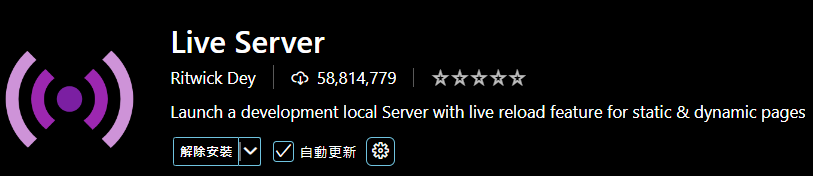 Live Server
Ritwick Dey 58,814,779
Launch a development local Server with live reload feature for static & dynamic pages
解除安裝 自動更新